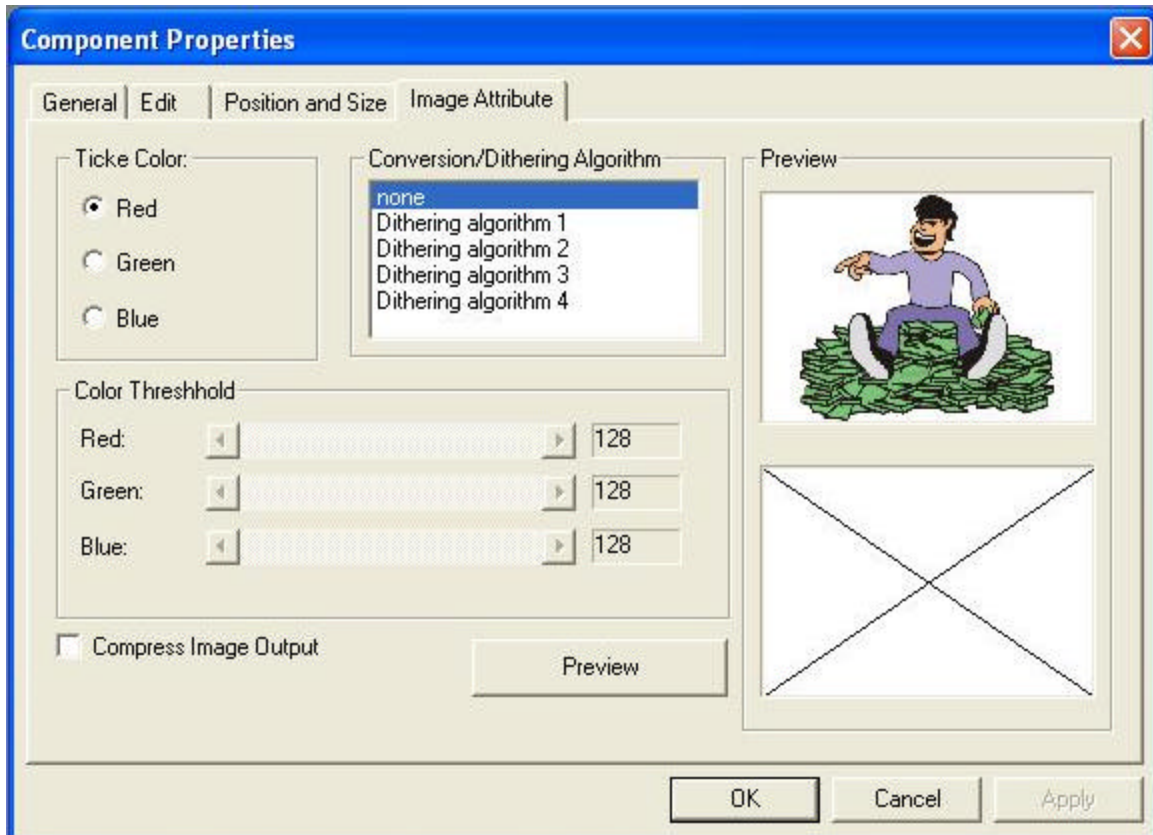 Component Properties
General
Edit
Position and Size
Image Attribute
Ticke Color:
Red
Green
Blue
Conversion/Dithering Algorithm
none
Dithering algorithm 1
Dithering algorithm 2
Dithering algorithm 3
Dithering algorithm 4
Preview
Color Threshhold
Red:
128
Green:
128
Blue:
128
Compress Image Output
Preview
OK
Cancel
Apply